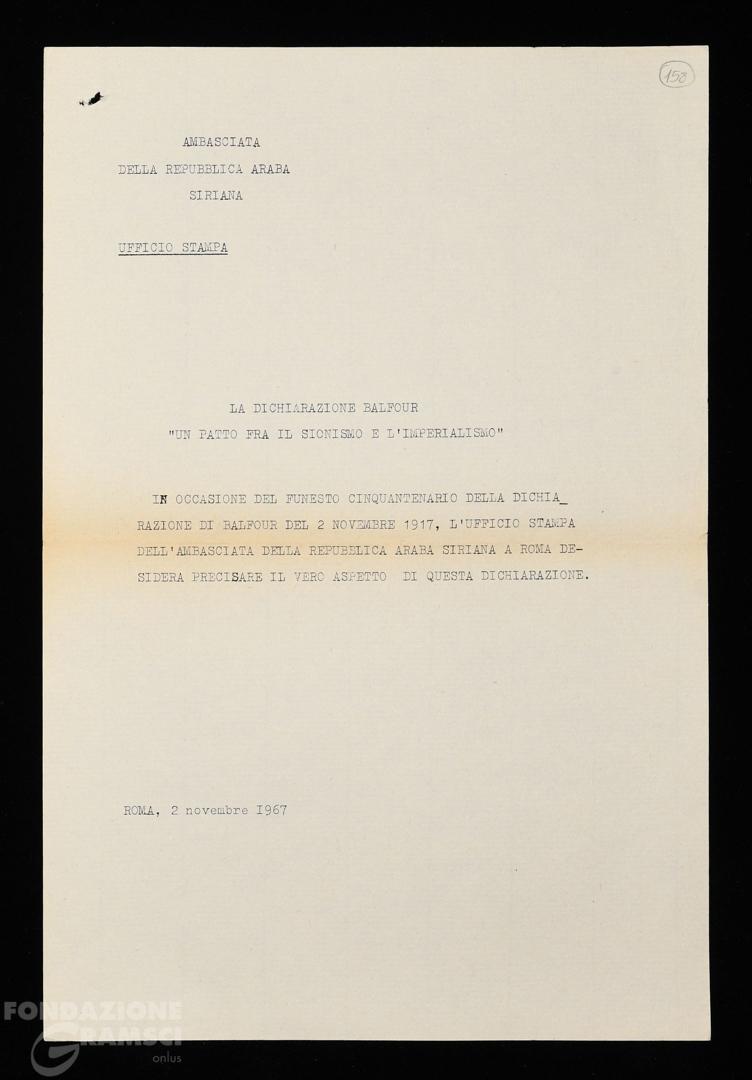 158
AMBASCIATA
DELLA REPUBBLICA ARABA
SIRIANA
UFFICIO STAMPA
LA DICHIARAZIONE BALFOUR
"UN PATTO FRA IL SIONISMO E L'IMPERIALISMO"
IN OCCASIONE DEL FUNESTO CINQUANTENARIO DELLA DICHIA_
RAZIONE DI BALFOUR DEL 2 NOVEMBRE 1917, L'UFFICIO STAMPA
DELL'AMBASCIATA DELLA REPUBBLICA ARABA SIRIANA A ROMA DE-
SIDERA PRECISARE IL VERO ASPETTO DI QUESTA DICHIARAZIONE.
ROMA, 2 novembre I967
FONDAZIONE
GRAMSCI
onlus